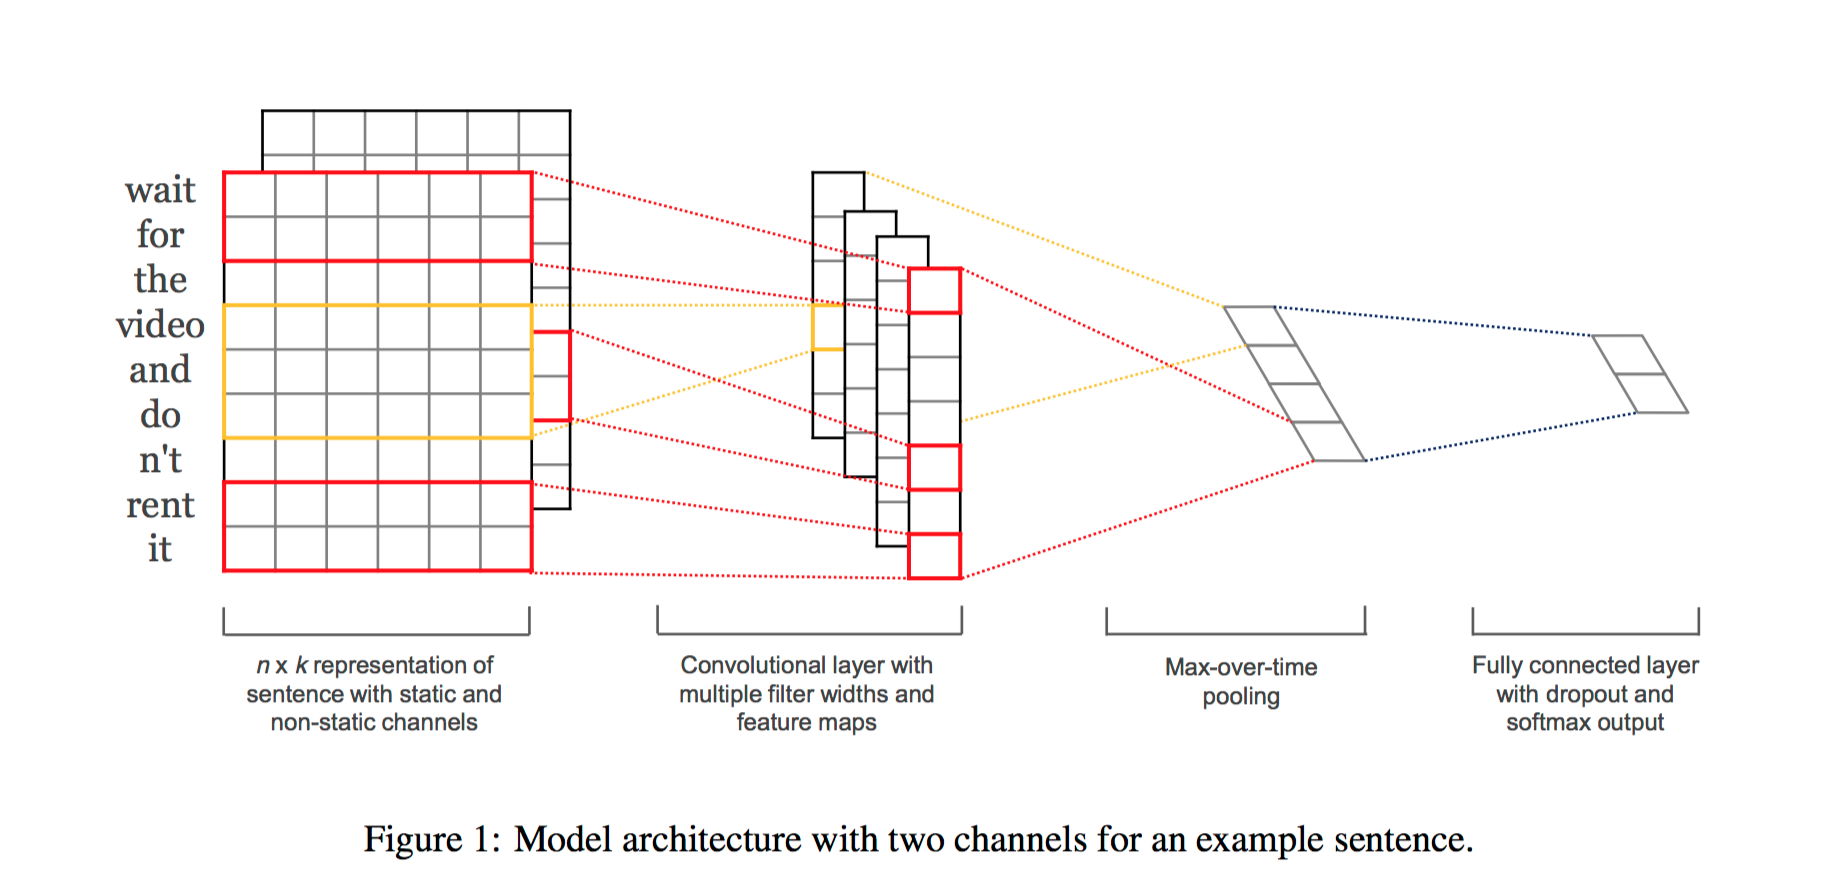 wait
for
the
video
and
do
n't
rent
it
n x k representation of
sentence with static and
non-static channels
Convolutional layer with
multiple filter widths and
feature maps
Max-over-time
pooling
Fully connected layer
with dropout and
softmax output
Figure 1: Model architecture with two channels for an example sentence.